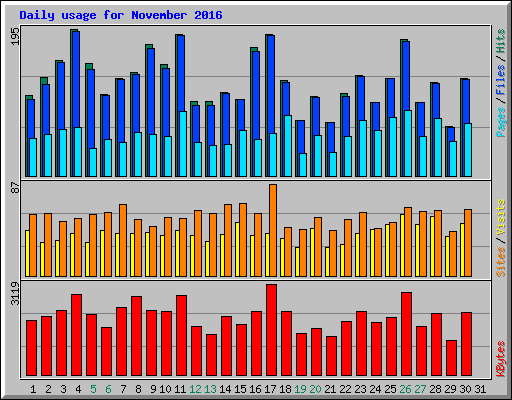 Daily usage for November 2016
195
Pages / Files / Hits
87
Sites / Visits
3119
KBytes
1 2 3 4 5 6 7 8 9 10 11 12 13 14 15 16 17 18 19 20 21 22 23 24 25 26 27 28 29 30 31